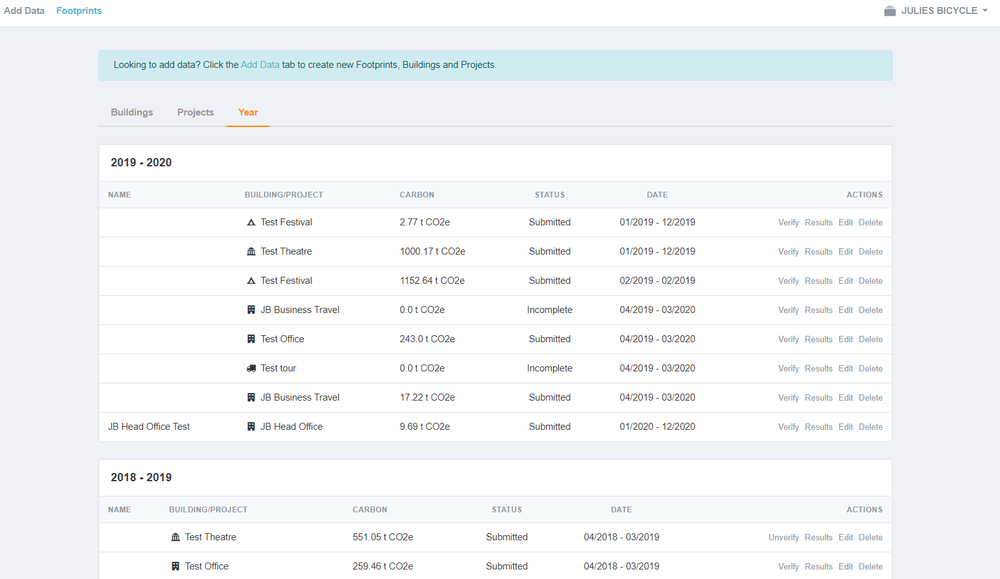 Add Data Footprints JULIES BICYCLE
Looking to add data? Click the Add Data tab to create new Footprints, Buildings and Projects.
Buildings Projects Year
2019 - 2020
NAME BUILDING/PROJECT CARBON STATUS DATE ACTIONS
Test Festival 2.77 t CO2e Submitted 01/2019 - 12/2019 Verify Results Edit Delete
Test Theatre 1000.17 t CO2e Submitted 01/2019 - 12/2019 Verify Results Edit Delete
Test Festival 1152.64 t CO2e Submitted 02/2019 - 02/2019 Verify Results Edit Delete
JB Business Travel 0.0 t CO2e Incomplete 04/2019 - 03/2020 Verify Results Edit Delete
Test Office 243.0 t CO2e Submitted 04/2019 - 03/2020 Verify Results Edit Delete
Test tour 0.0 t CO2e Incomplete 04/2019 - 03/2020 Verify Results Edit Delete
JB Business Travel 17.22 t CO2e Submitted 04/2019 - 03/2020 Verify Results Edit Delete
JB Head Office Test JB Head Office 9.69 t CO2e Submitted 01/2020 - 12/2020 Verify Results Edit Delete
2018 - 2019
NAME BUILDING/PROJECT CARBON STATUS DATE ACTIONS
Test Theatre 551.05 t CO2e Submitted 04/2018 - 03/2019 Unverify Results Edit Delete
Test Office 259.46 t CO2e Submitted 04/2018 - 03/2019 Verify Results Edit Delete